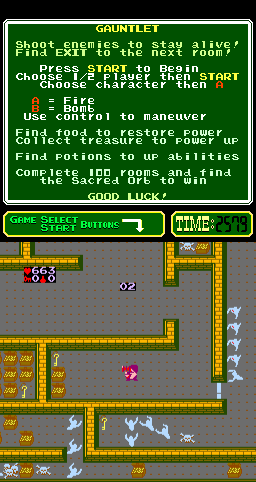 GAUNTLET
Shoot enemies to stay alive!
Find EXIT to the next room!
Press START to Begin
Choose 1/2 Player then START
Choose character then A
A = Fire
B = Bomb
Use control to maneuver
Find food to restore power
Collect treasure to power up
Find potions to up abilities
Complete 100 rooms and find
the Sacred Orb to win
GOOD LUCK!
GAME SELECT
START BUTTONS
TIME: 2579
663
0 0
02